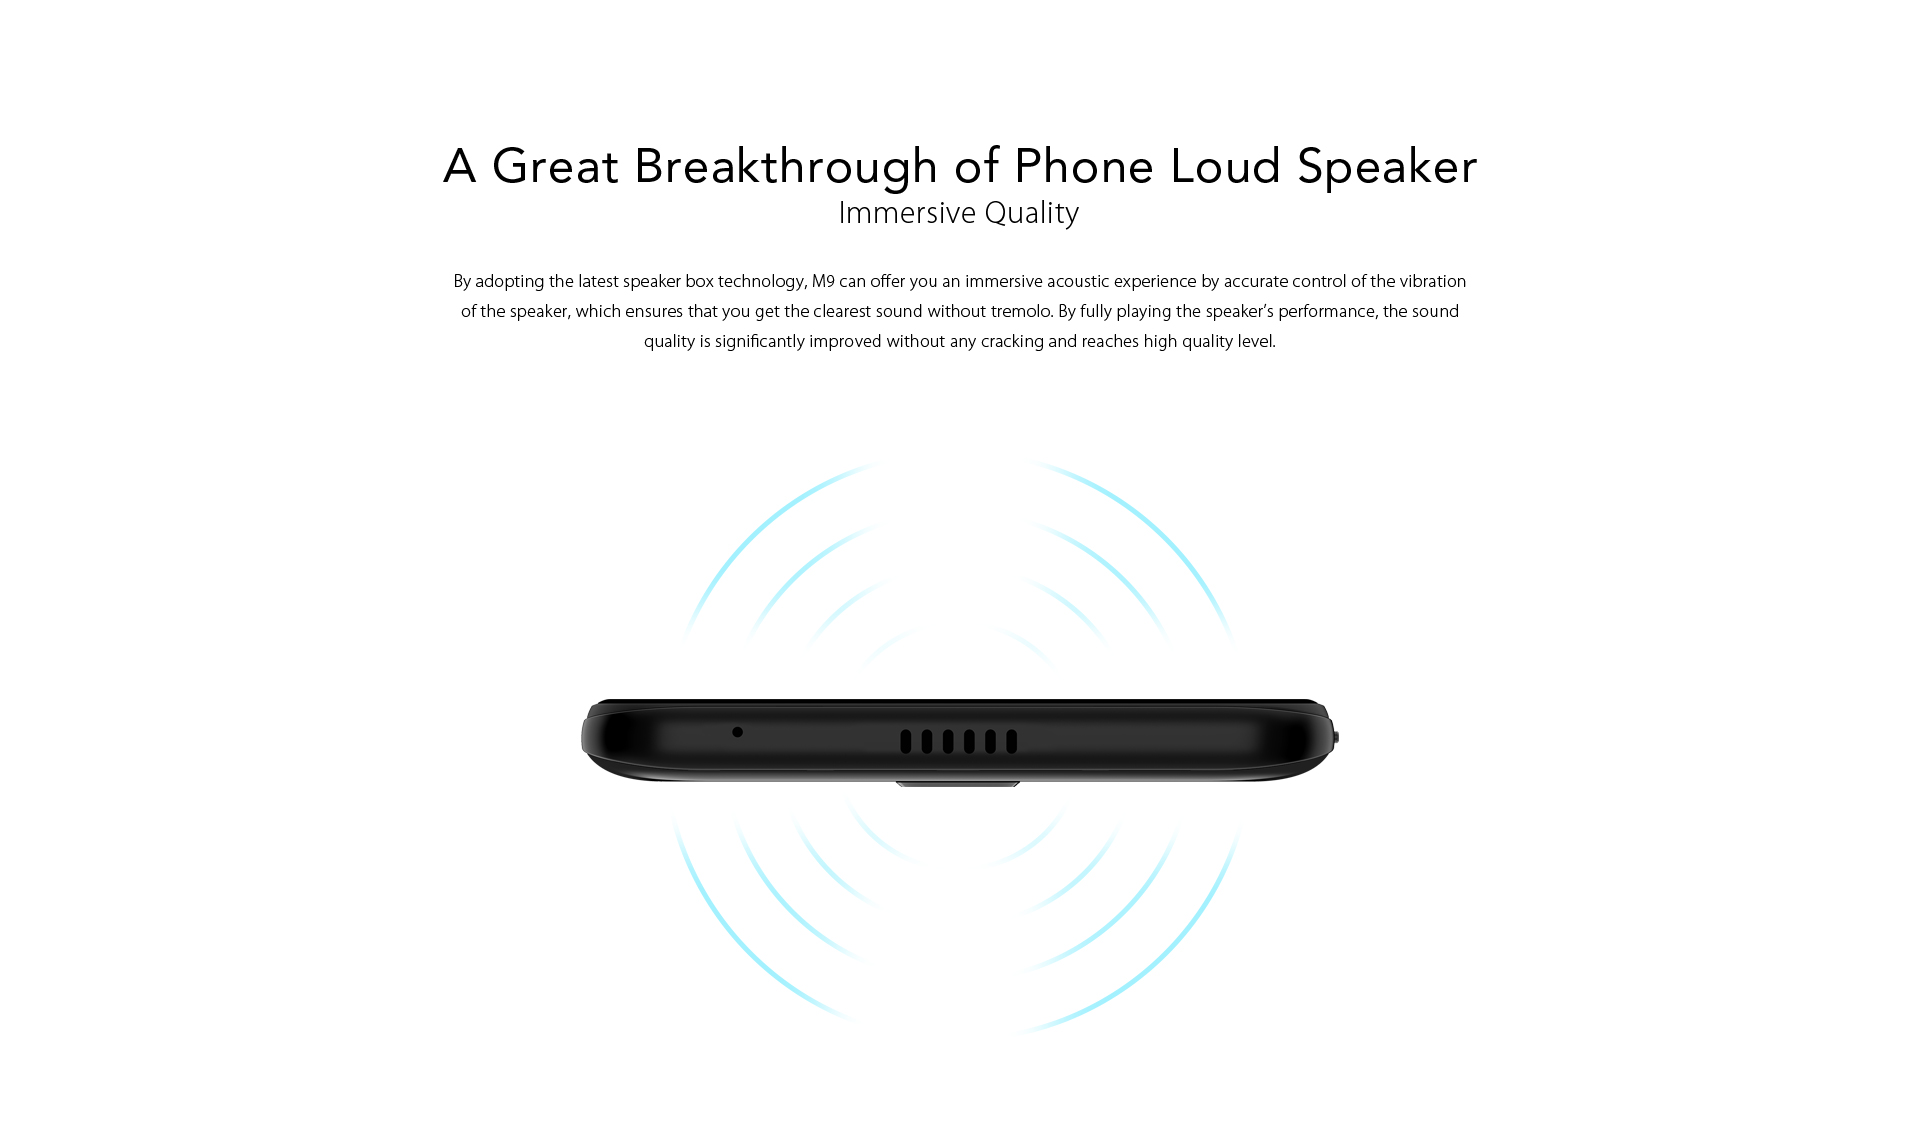 A Great Breakthrough of Phone Loud Speaker
Immersive Quality
By adopting the latest speaker box technology, M9 can offer you an immersive acoustic experience by accurate control of the vibration
of the speaker, which ensures that you get the clearest sound without tremolo. By fully playing the speaker’s performance, the sound
quality is significantly improved without any cracking and reaches high quality level.